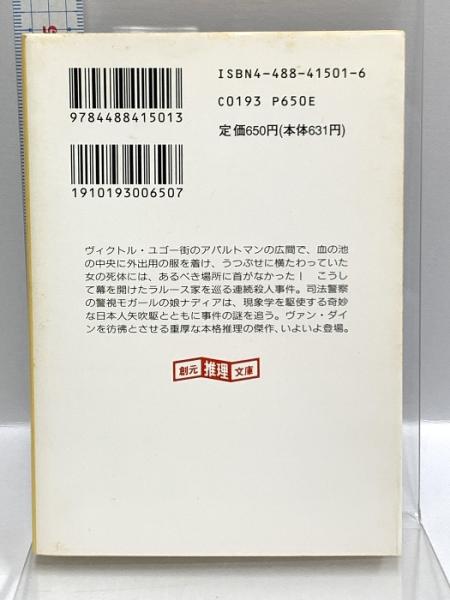 ISBN4-488-41501-6
C0193 P650E
定価650円(本体631円)
9784488415013
1910193006507
ヴィクトル・ユゴー街のアパルトマンの広間で、血の池
の中央に外出用の服を着け、うつぶせに横たわっていた
女の死体には、あるべき場所に首がなかった! こうし
て幕を開けたラルース家を巡る連続殺人事件。司法警察
の警視モガールの娘ナディアは、現象学を駆使する奇妙
な日本人矢吹駆とともに事件の謎を追う。ヴァン・ダイ
ンを彷彿とさせる重厚な本格推理の傑作、いよいよ登場。
創元 推理 文庫